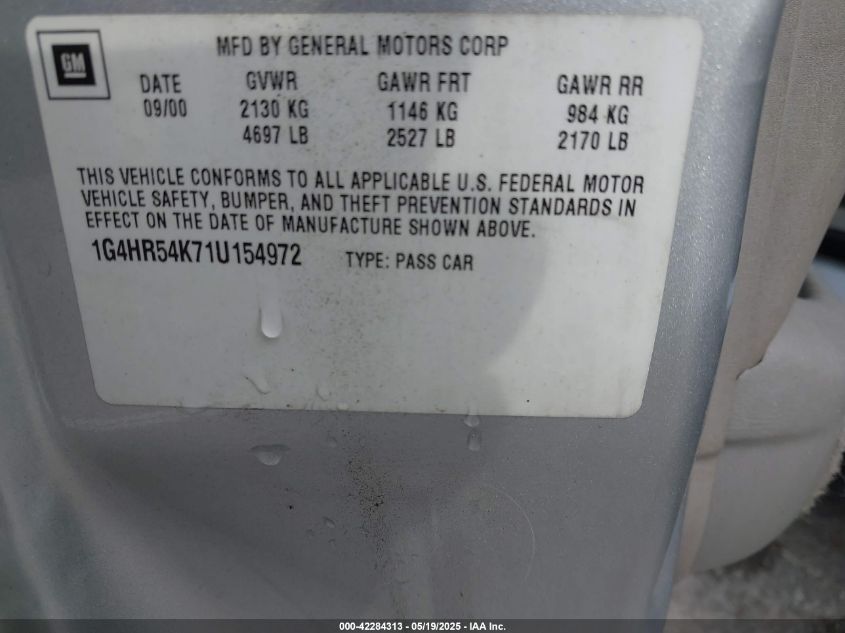 GM
MFD BY GENERAL MOTORS CORP
DATE GVWR GAWR FRT GAWR RR
09/00 2130 KG 1146 KG 984 KG
4697 LB 2527 LB 2170 LB
THIS VEHICLE CONFORMS TO ALL APPLICABLE U.S. FEDERAL MOTOR
VEHICLE SAFETY, BUMPER, AND THEFT PREVENTION STANDARDS IN
EFFECT ON THE DATE OF MANUFACTURE SHOWN ABOVE.
1G4HR54K71U154972 TYPE: PASS CAR
000-42284313 - 05/19/2025 - IAA Inc.